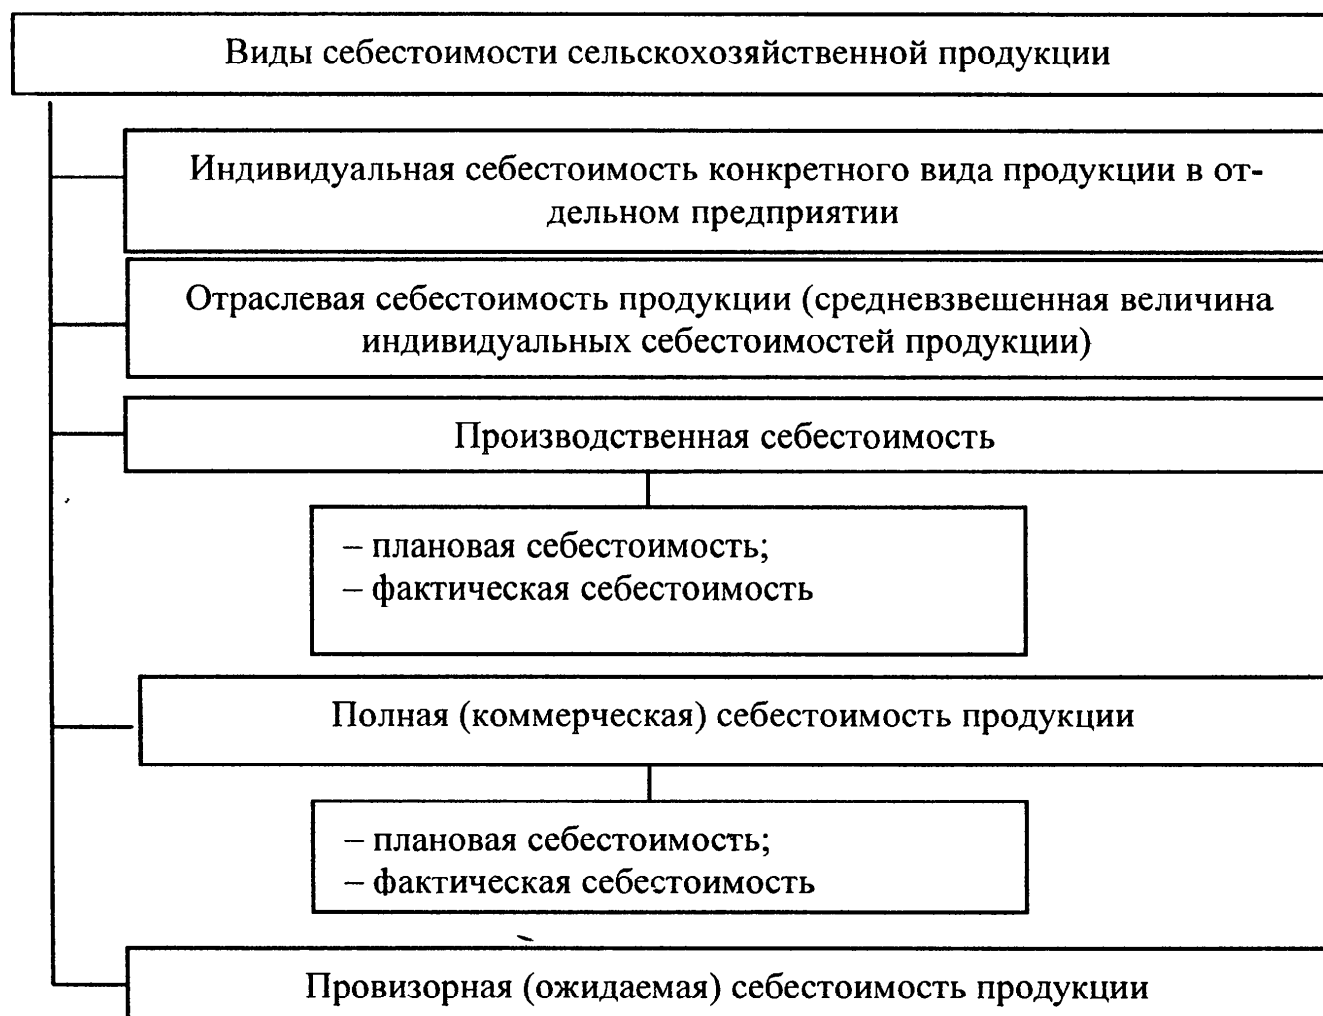 Виды себестоимости сельскохозяйственной продукции
Индивидуальная себестоимость конкретного вида продукции в от-
дельном предприятии
Отраслевая себестоимость продукции (средневзвешенная величина
индивидуальных себестоимостей продукции)
Производственная себестоимость
– плановая себестоимость;
– фактическая себестоимость
Полная (коммерческая) себестоимость продукции
– плановая себестоимость;
– фактическая себестоимость
Провизорная (ожидаемая) себестоимость продукции